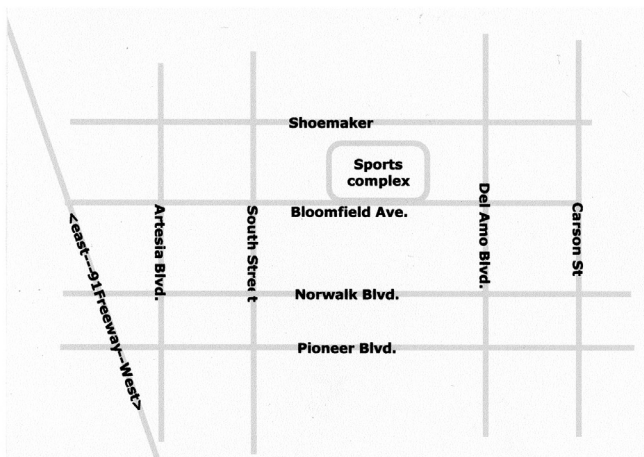 Shoemaker
Sports
complex
Bloomfield Ave.
<east---91Freeway--West>
Artesia Blvd.
South Street
Del Amo Blvd.
Carson St
Norwalk Blvd.
Pioneer Blvd.